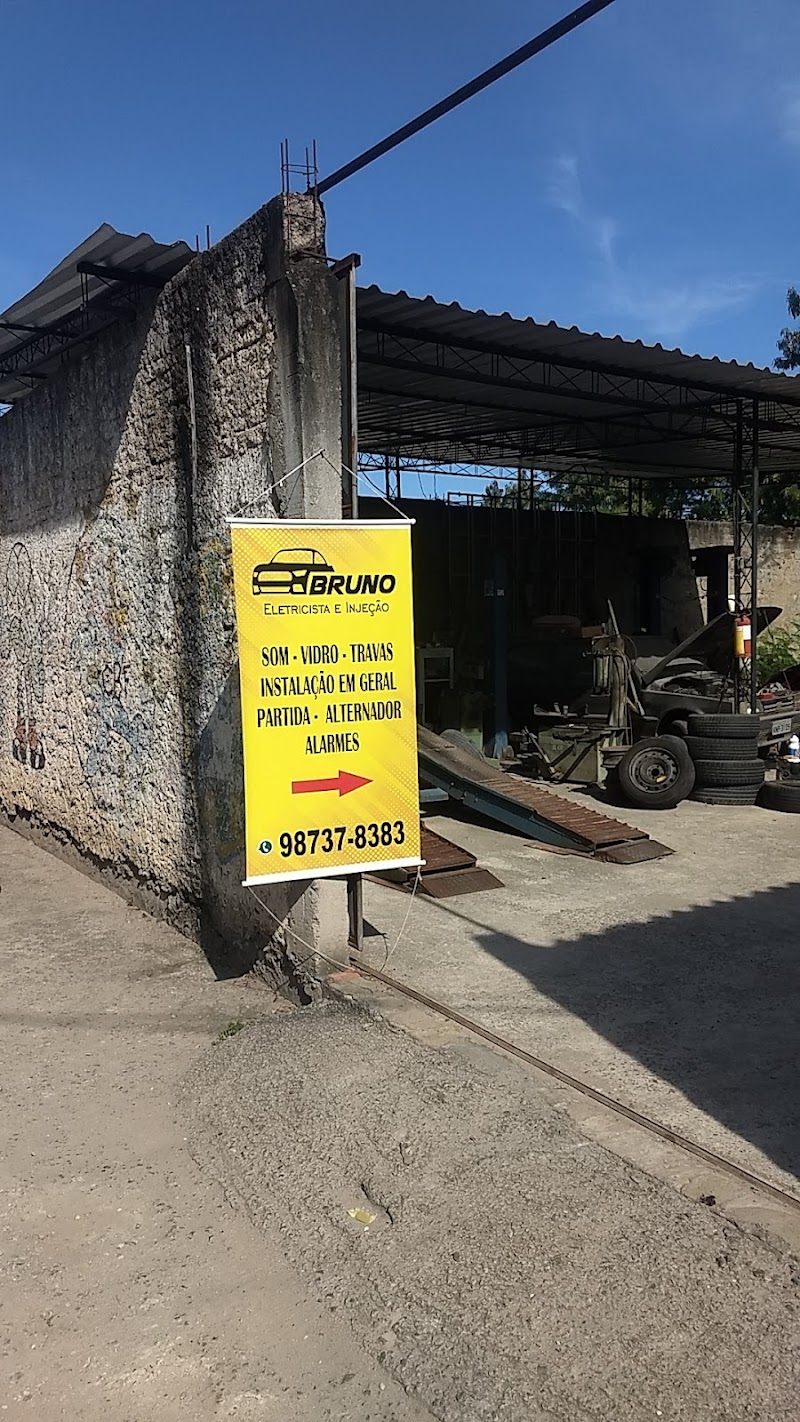 BRUNO
Eletricista e Injeção
SOM - VIDRO - TRAVAS
INSTALAÇÃO EM GERAL
PARTIDA - ALTERNADOR
ALARMES
98737-8383